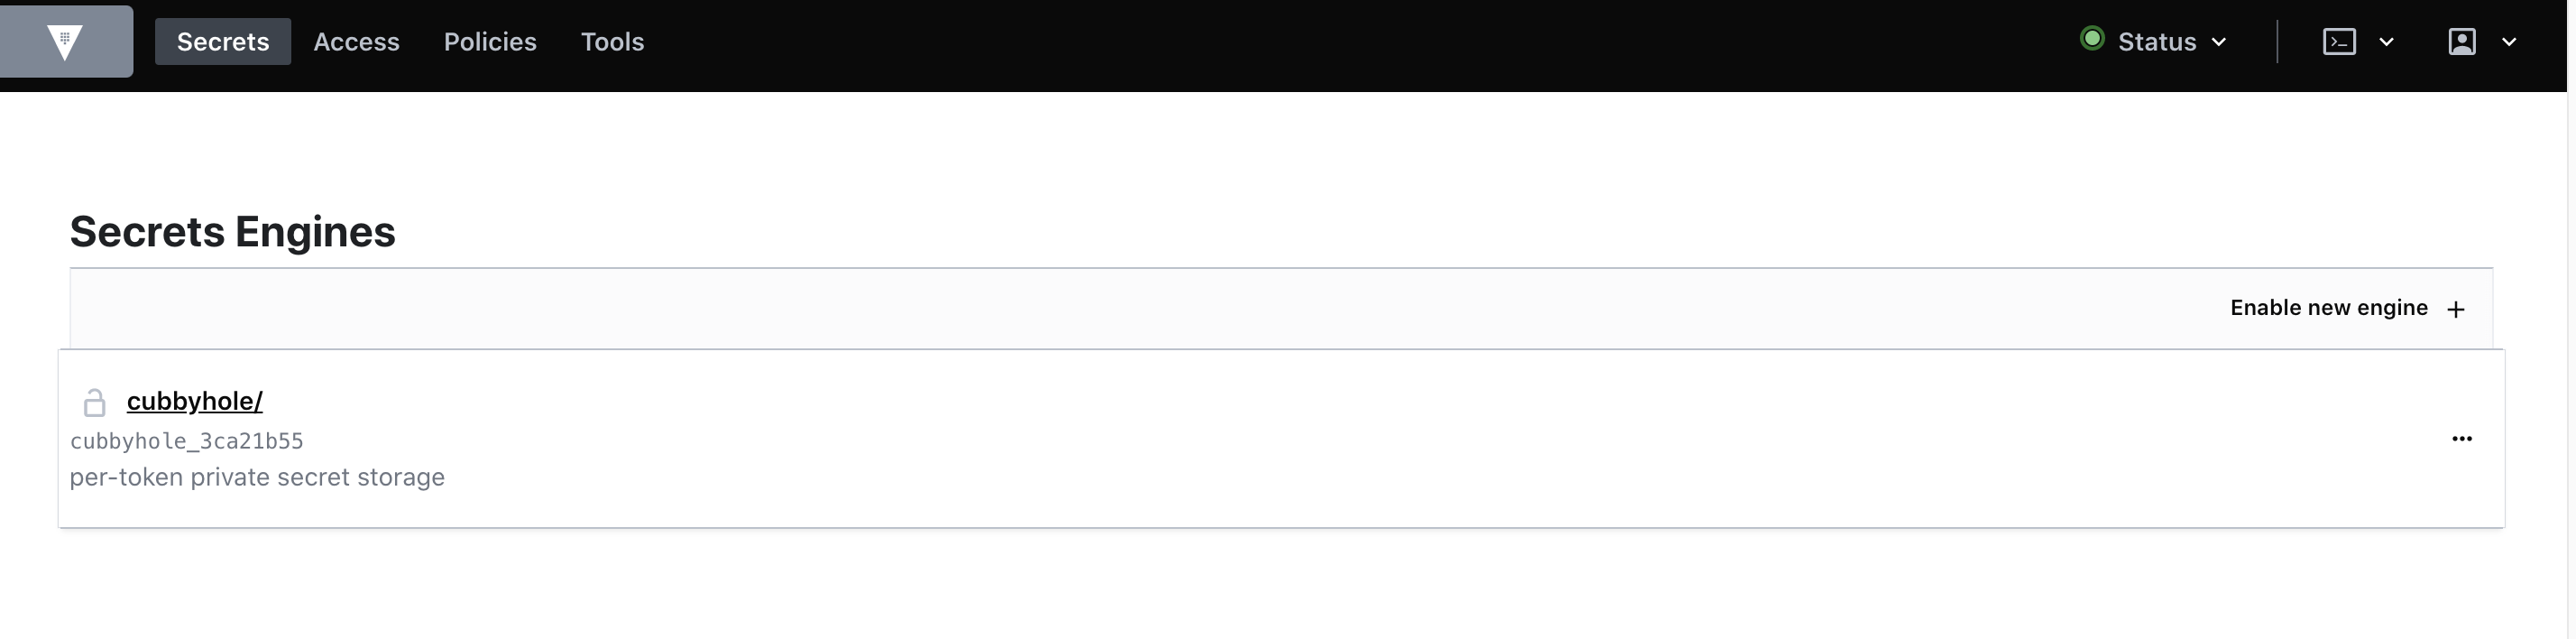 Secrets Access Policies Tools Status
Secrets Engines
Enable new engine
cubbyhole/
cubbyhole_3ca21b55
per-token private secret storage